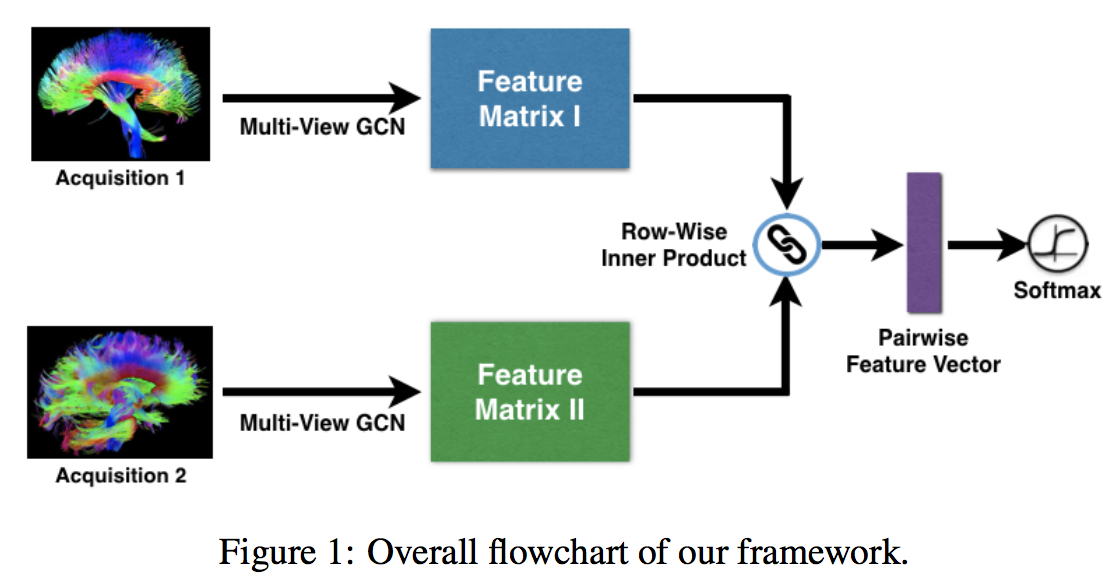 Acquisition 1
Multi-View GCN
Feature
Matrix I
Row-Wise
Inner Product
Softmax
Pairwise
Feature Vector
Acquisition 2
Multi-View GCN
Feature
Matrix II
Figure 1: Overall flowchart of our framework.